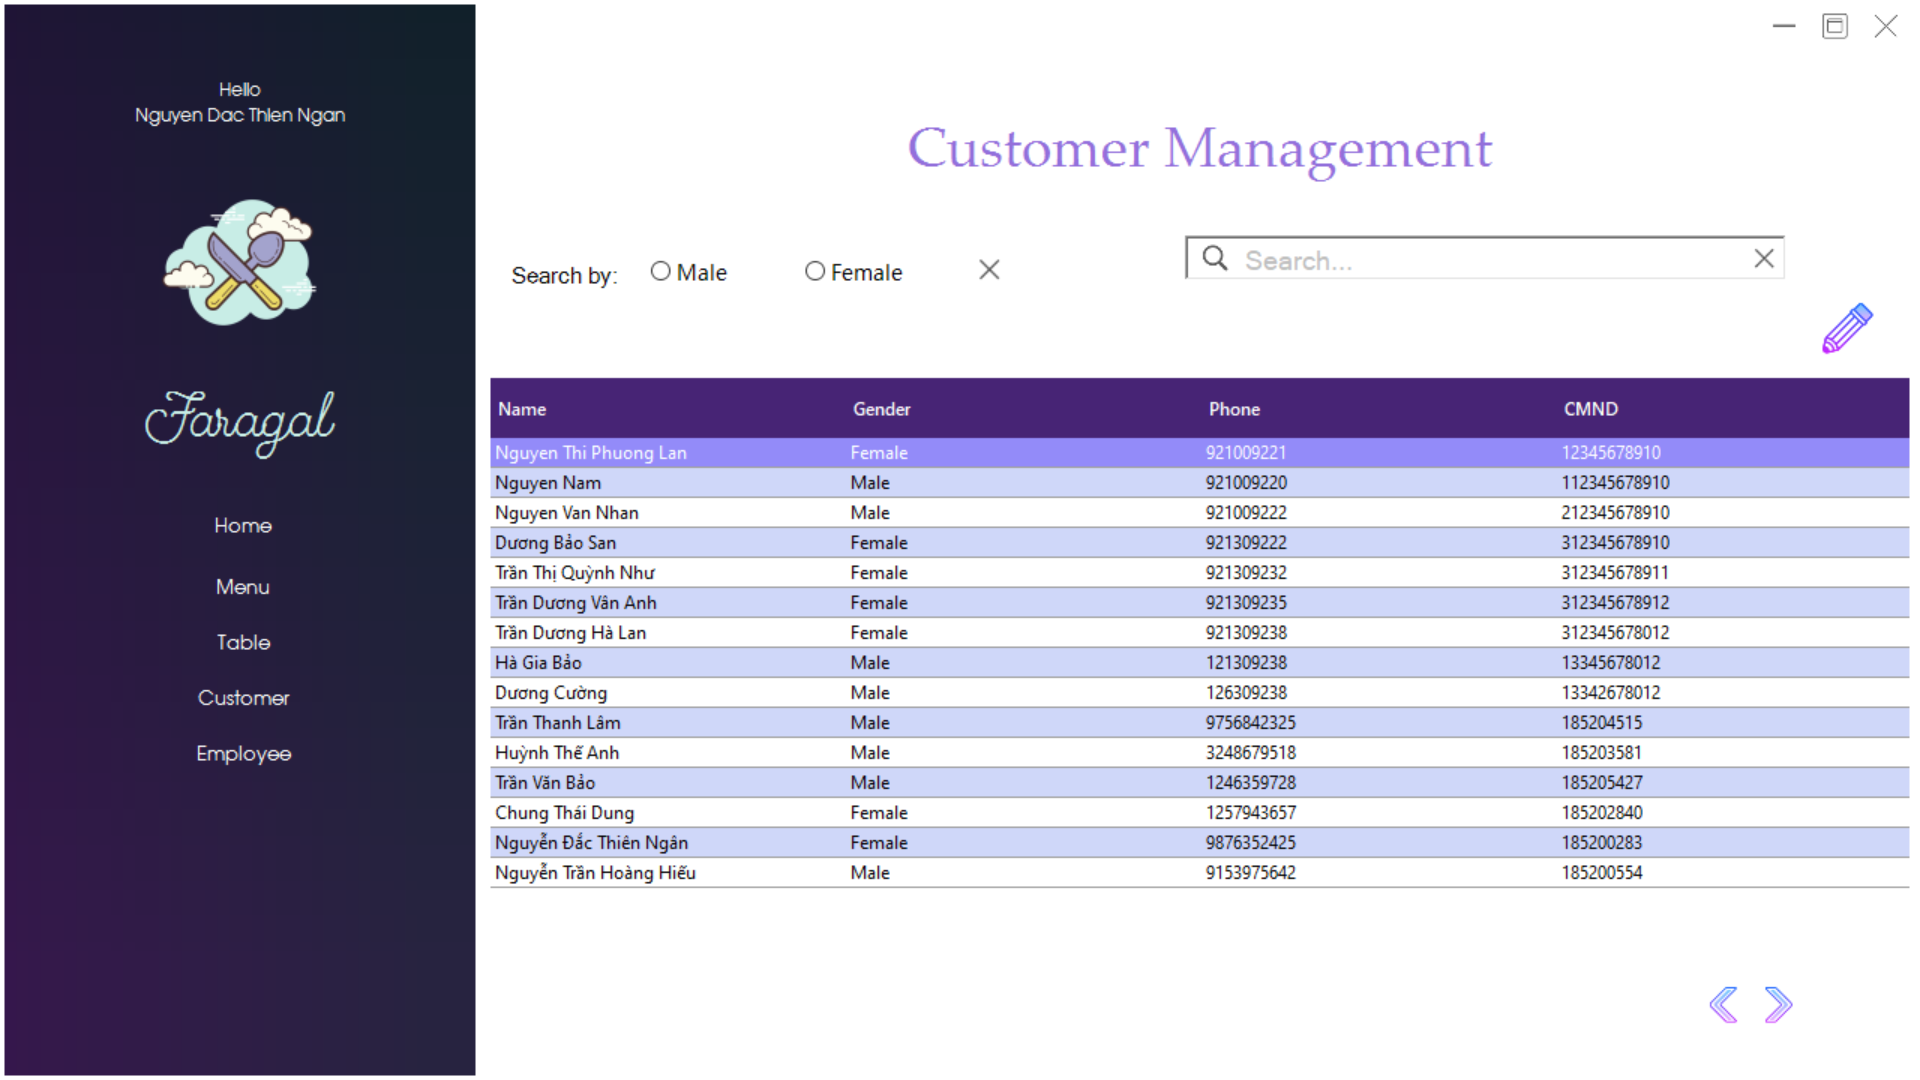 Hello
Nguyen Dac Thien Ngan
Faragal
Home
Menu
Table
Customer
Employee
Customer Management
Search by: Male Female
Search...
Name Gender Phone CMND
Nguyen Thi Phuong Lan Female 921009221 12345678910
Nguyen Nam Male 921009220 112345678910
Nguyen Van Nhan Male 921009222 212345678910
Dương Bảo San Female 921309222 312345678910
Trần Thị Quỳnh Như Female 921309232 312345678911
Trần Dương Vân Anh Female 921309235 312345678912
Trần Dương Hà Lan Female 921309238 312345678012
Hà Gia Bảo Male 121309238 13345678012
Dương Cường Male 126309238 13342678012
Trần Thanh Lâm Male 9756842325 185204515
Huỳnh Thế Anh Male 3248679518 185203581
Trần Văn Bảo Male 1246359728 185205427
Chung Thái Dung Female 1257943657 185202840
Nguyễn Đắc Thiên Ngân Female 9876352425 185200283
Nguyễn Trần Hoàng Hiếu Male 9153975642 185200554